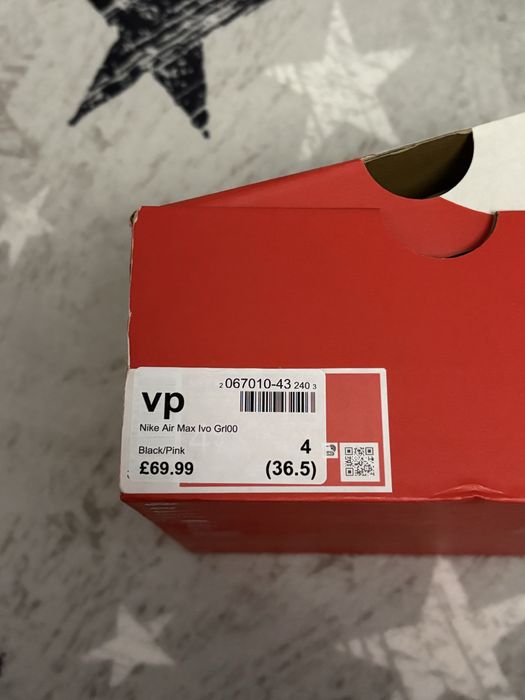 vp
2 067010-43 240 3
Nike Air Max Ivo Grl00
Black/Pink
4
£69.99
(36.5)